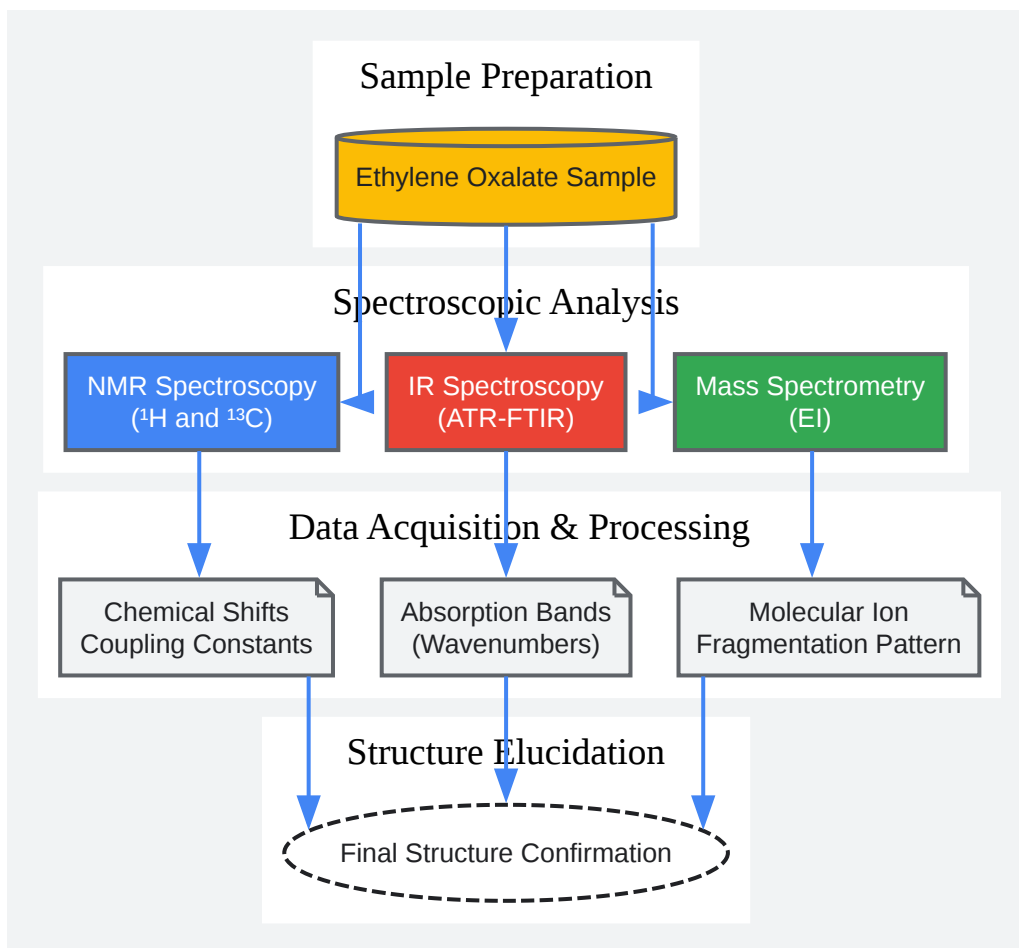 Sample Preparation
Ethylene Oxalate Sample
Spectroscopic Analysis
NMR Spectroscopy
(¹H and ¹³C)
IR Spectroscopy
(ATR-FTIR)
Mass Spectrometry
(EI)
Data Acquisition & Processing
Chemical Shifts
Coupling Constants
Absorption Bands
(Wavenumbers)
Molecular Ion
Fragmentation Pattern
Structure Elucidation
Final Structure Confirmation